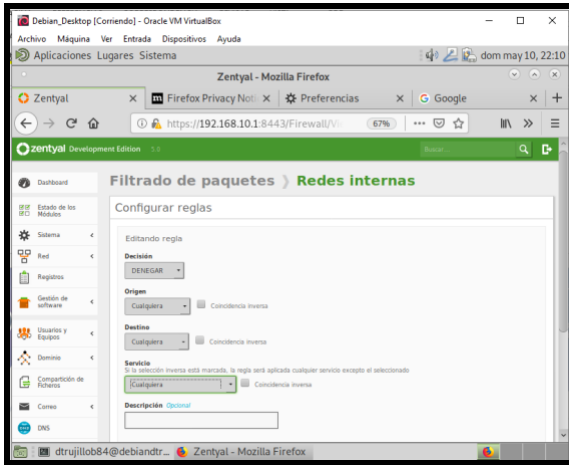 Debian_Desktop [Corriendo] - Oracle VM VirtualBox
Archivo Máquina Ver Entrada Dispositivos Ayuda
Aplicaciones Lugares Sistema dom may 10, 22:10
Zentyal - Mozilla Firefox
Zentyal × m Firefox Privacy Noti × Preferencias × G Google × +
https://192.168.10.1:8443/Firewall/Vi 67%
zentyal Development Edition 5.0 Buscar...
Dashboard
Estado de los Módulos
Sistema
Red
Registros
Gestión de software
Usuarios y Equipos
Dominio
Compartición de Ficheros
Correo
DNS
Filtrado de paquetes › Redes internas
Configurar reglas
Editando regla
Decisión
DENEGAR
Origen
Cualquiera Coincidencia inversa
Destino
Cualquiera Coincidencia inversa
Servicio
Si la selección inversa está marcada, la regla será aplicada cualquier servicio excepto el seleccionado
Cualquiera Coincidencia inversa
Descripción Opcional
dtrujillob84@debiandtr... Zentyal - Mozilla Firefox